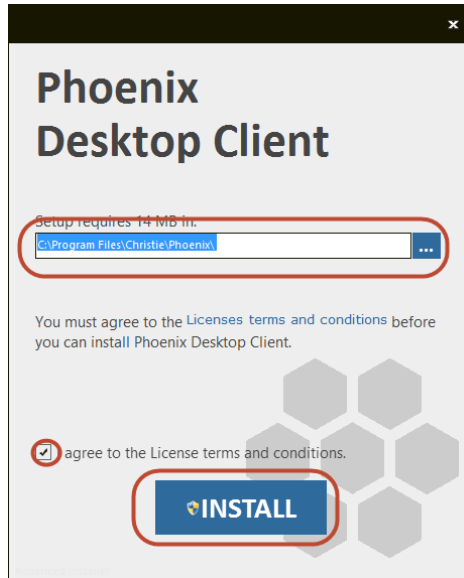 x
Phoenix
Desktop Client
Setup requires 14 MB in:
C:\Program Files\Christie\Phoenix\
...
You must agree to the Licenses terms and conditions before
you can install Phoenix Desktop Client.
agree to the License terms and conditions.
INSTALL